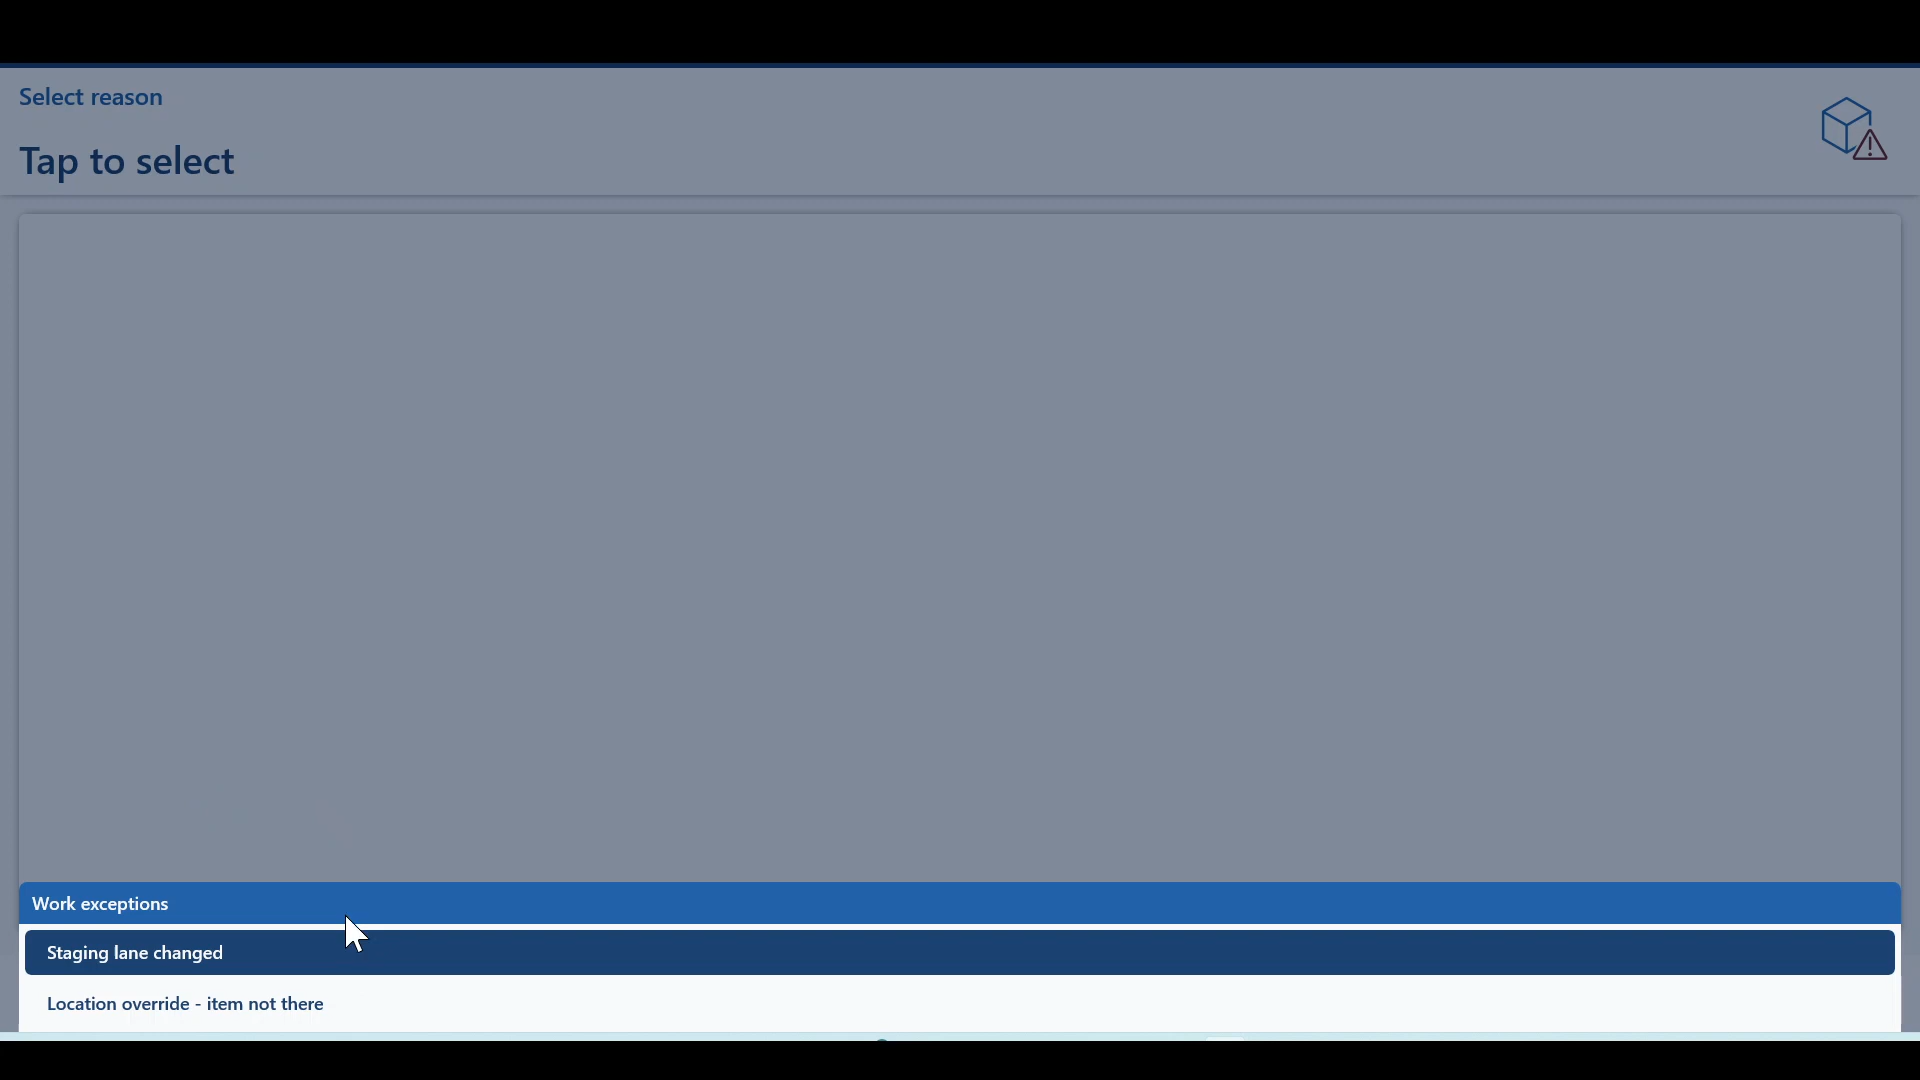 Select reason
Tap to select
Work exceptions
Staging lane changed
Location override - item not there